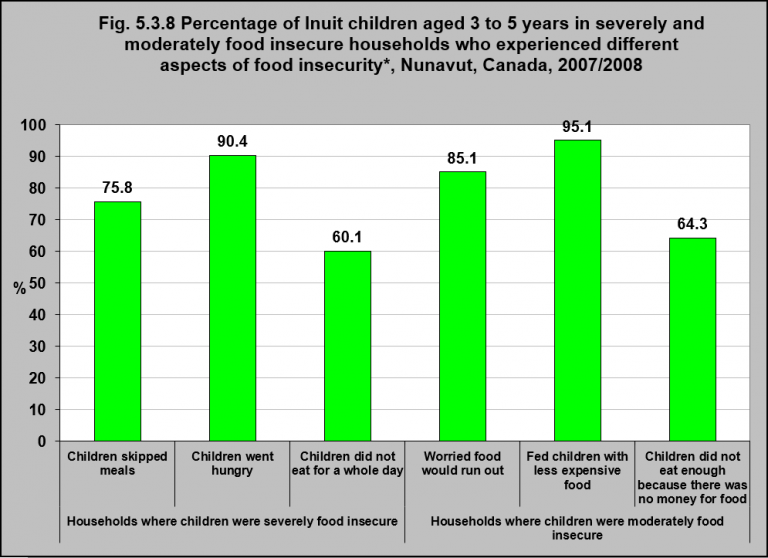 Fig. 5.3.8 Percentage of Inuit children aged 3 to 5 years in severely and
moderately food insecure households who experienced different
aspects of food insecurity*, Nunavut, Canada, 2007/2008
100
90
80
70
60
50
40
30
20
10
0
%
75.8
90.4
60.1
85.1
95.1
64.3
Children skipped
meals
Children went
hungry
Children did not
eat for a whole day
Worried food
would run out
Fed children with
less expensive
food
Children did not
eat enough
because there was
no money for food
Households where children were severely food insecure
Households where children were moderately food
insecure